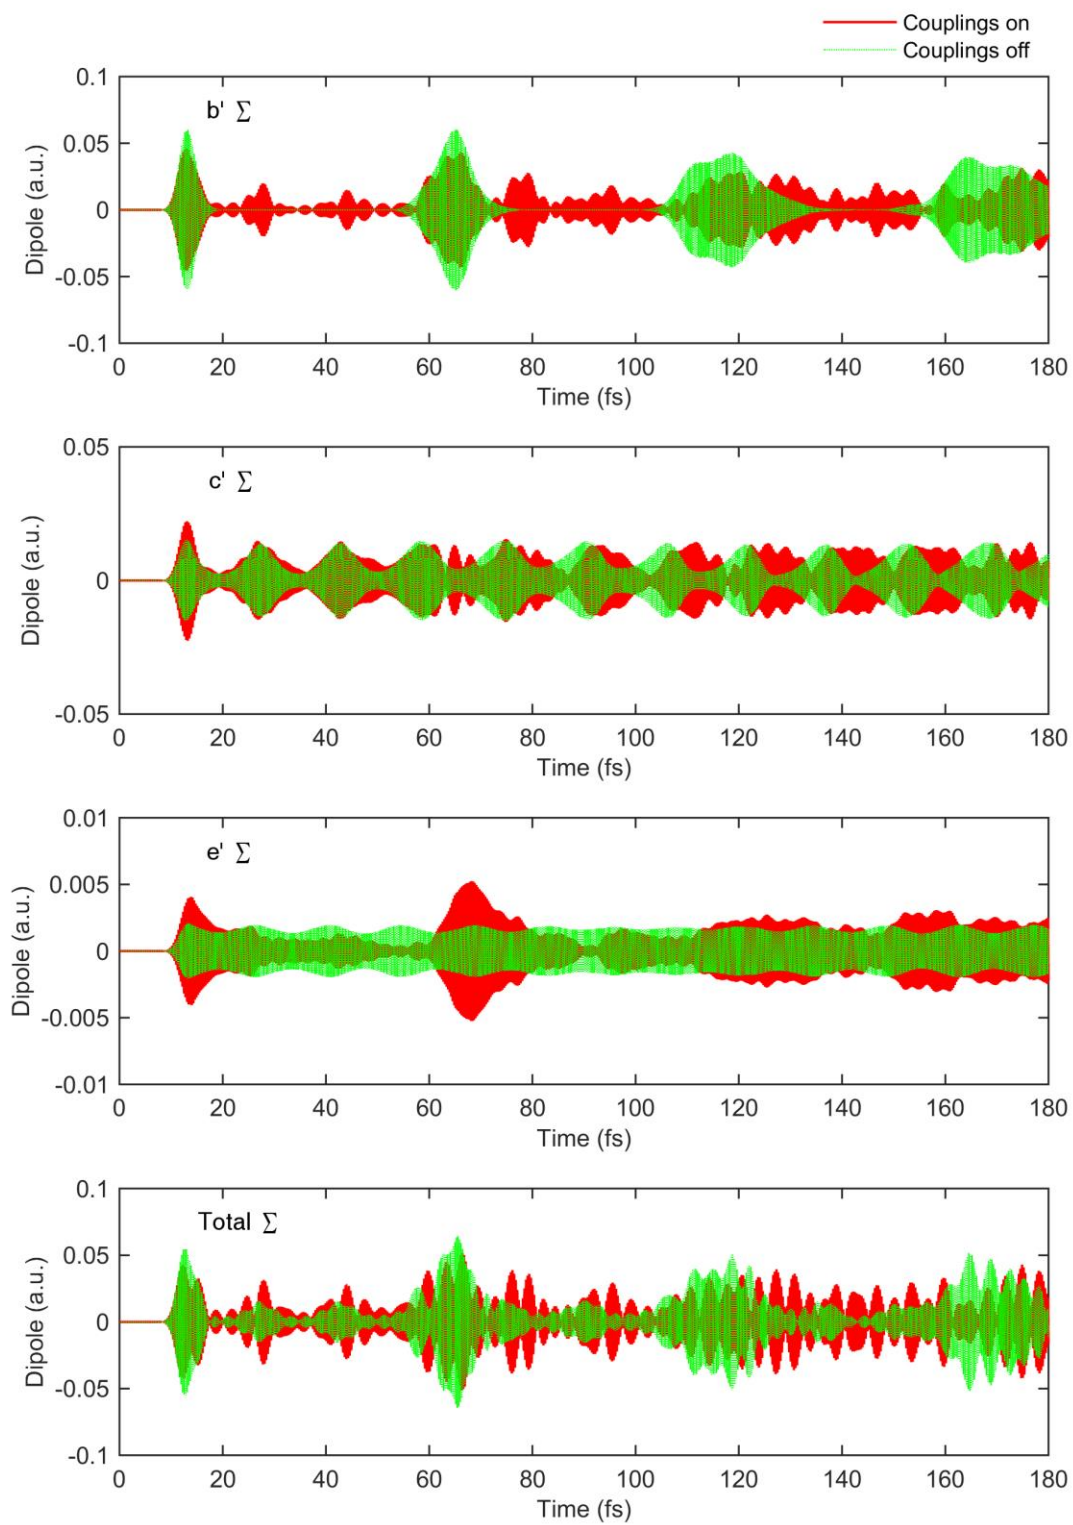 Couplings on
Couplings off
b' Σ
0.1
0.05
0
-0.05
-0.1
Dipole (a.u.)
0 20 40 60 80 100 120 140 160 180
Time (fs)
c' Σ
0.05
0
-0.05
Dipole (a.u.)
0 20 40 60 80 100 120 140 160 180
Time (fs)
e' Σ
0.01
0.005
0
-0.005
-0.01
Dipole (a.u.)
0 20 40 60 80 100 120 140 160 180
Time (fs)
Total Σ
0.1
0.05
0
-0.05
-0.1
Dipole (a.u.)
0 20 40 60 80 100 120 140 160 180
Time (fs)